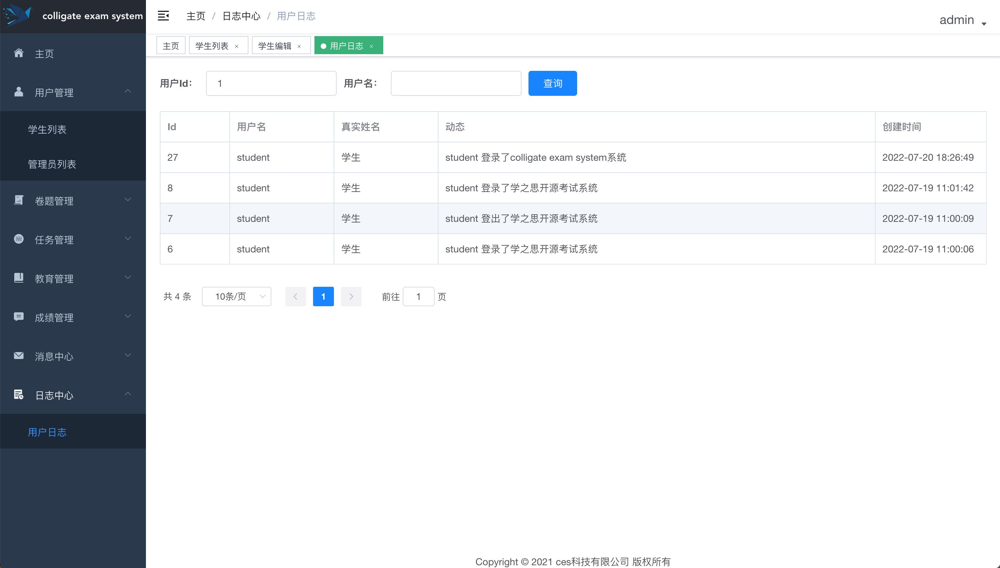 colligate exam system
主页 / 日志中心 / 用户日志
admin
主页
学生列表 ×
学生编辑 ×
用户日志 ×
主页
用户管理
学生列表
管理员列表
卷题管理
任务管理
教育管理
成绩管理
消息中心
日志中心
用户日志
用户Id： 1 用户名： 查询
Id 用户名 真实姓名 动态 创建时间
27 student 学生 student 登录了colligate exam system系统 2022-07-20 18:26:49
8 student 学生 student 登录了学之思开源考试系统 2022-07-19 11:01:42
7 student 学生 student 登出了学之思开源考试系统 2022-07-19 11:00:09
6 student 学生 student 登录了学之思开源考试系统 2022-07-19 11:00:06
共 4 条 10条/页 1 前往 1 页
Copyright © 2021 ces科技有限公司 版权所有